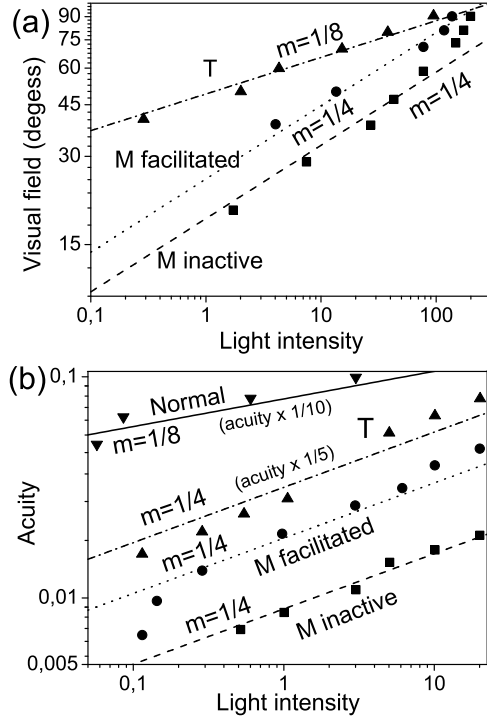 (a)
90
75
60
45
30
15
Visual field (degess)
m=1/8
T
m=1/4
m=1/4
M facilitated
M inactive
0,1
1
10
100
Light intensity
(b)
0,1
0,01
0,005
Acuity
Normal
(acuity x 1/10)
m=1/8
T
(acuity x 1/5)
m=1/4
m=1/4
M facilitated
m=1/4
M inactive
0,1
1
10
Light intensity